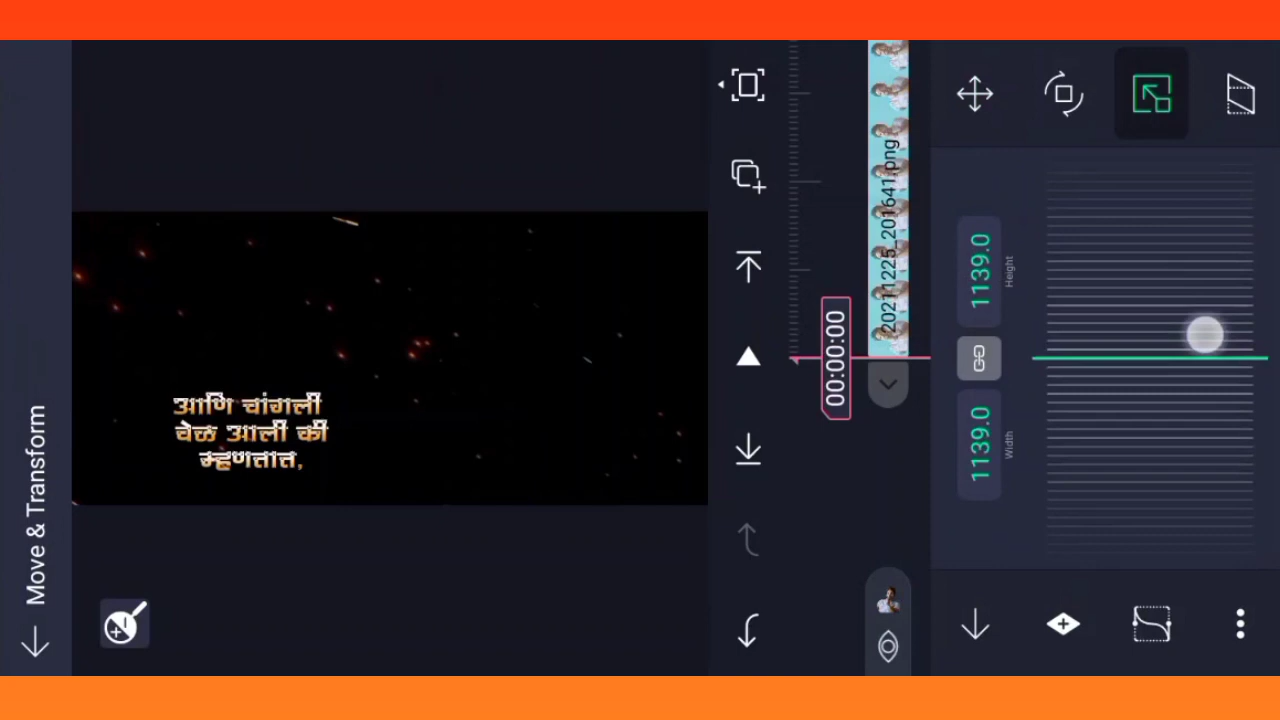 Move & Transform
आणि चांगली
वेळ आली की
म्हणतात,
00:00:00
20211225_201641.png
1139.0
Width
1139.0
Height